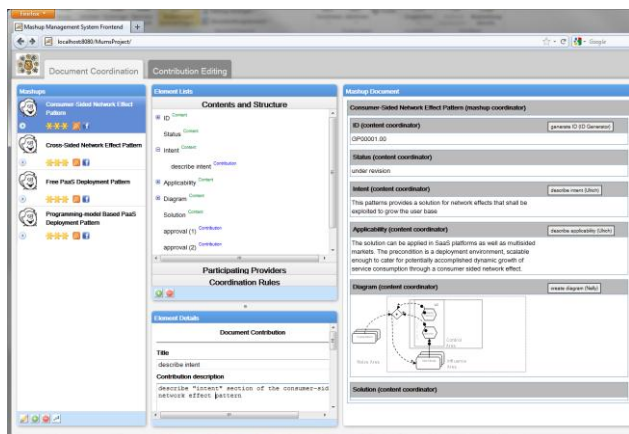 Firefox
Mashup Management System Frontend
localhost:8080/MumsProject/
Google
Document Coordination
Contribution Editing
Mashups
Consumer-Sided Network Effect
Pattern
Cross-Sided Network Effect Pattern
Free PaaS Deployment Pattern
Programming-model Based PaaS
Deployment Pattern
Element Lists
Contents and Structure
ID Content
Status Content
Intent Content
describe intent Contribution
Applicability Content
Diagram Content
Solution Content
approval (1) Contribution
approval (2) Contribution
Participating Providers
Coordination Rules
Element Details
Document Contribution
Title
describe intent
Contribution description
describe "intent" section of the consumer-sid
network effect pattern
Mashup Document
Consumer-Sided Network Effect Pattern (mashup coordinator)
ID (content coordinator)
generate ID (ID Generator)
OP00001.00
Status (content coordinator)
under revision
Intent (content coordinator)
describe intent (Ulrich)
This patterns provides a solution for network effects that shall be
exploited to grow the user base
Applicability (content coordinator)
describe applicability (Ulrich)
The solution can be applied in SaaS platforms as well as multisided
markets. The precondition is a deployment environment, scalable
enough to cater for potentially accomplished dynamic growth of
service consumption through a consumer sided network effect.
Diagram (content coordinator)
create diagram (Nelly)
Control
Area
Influence
Area
Solution (content coordinator)